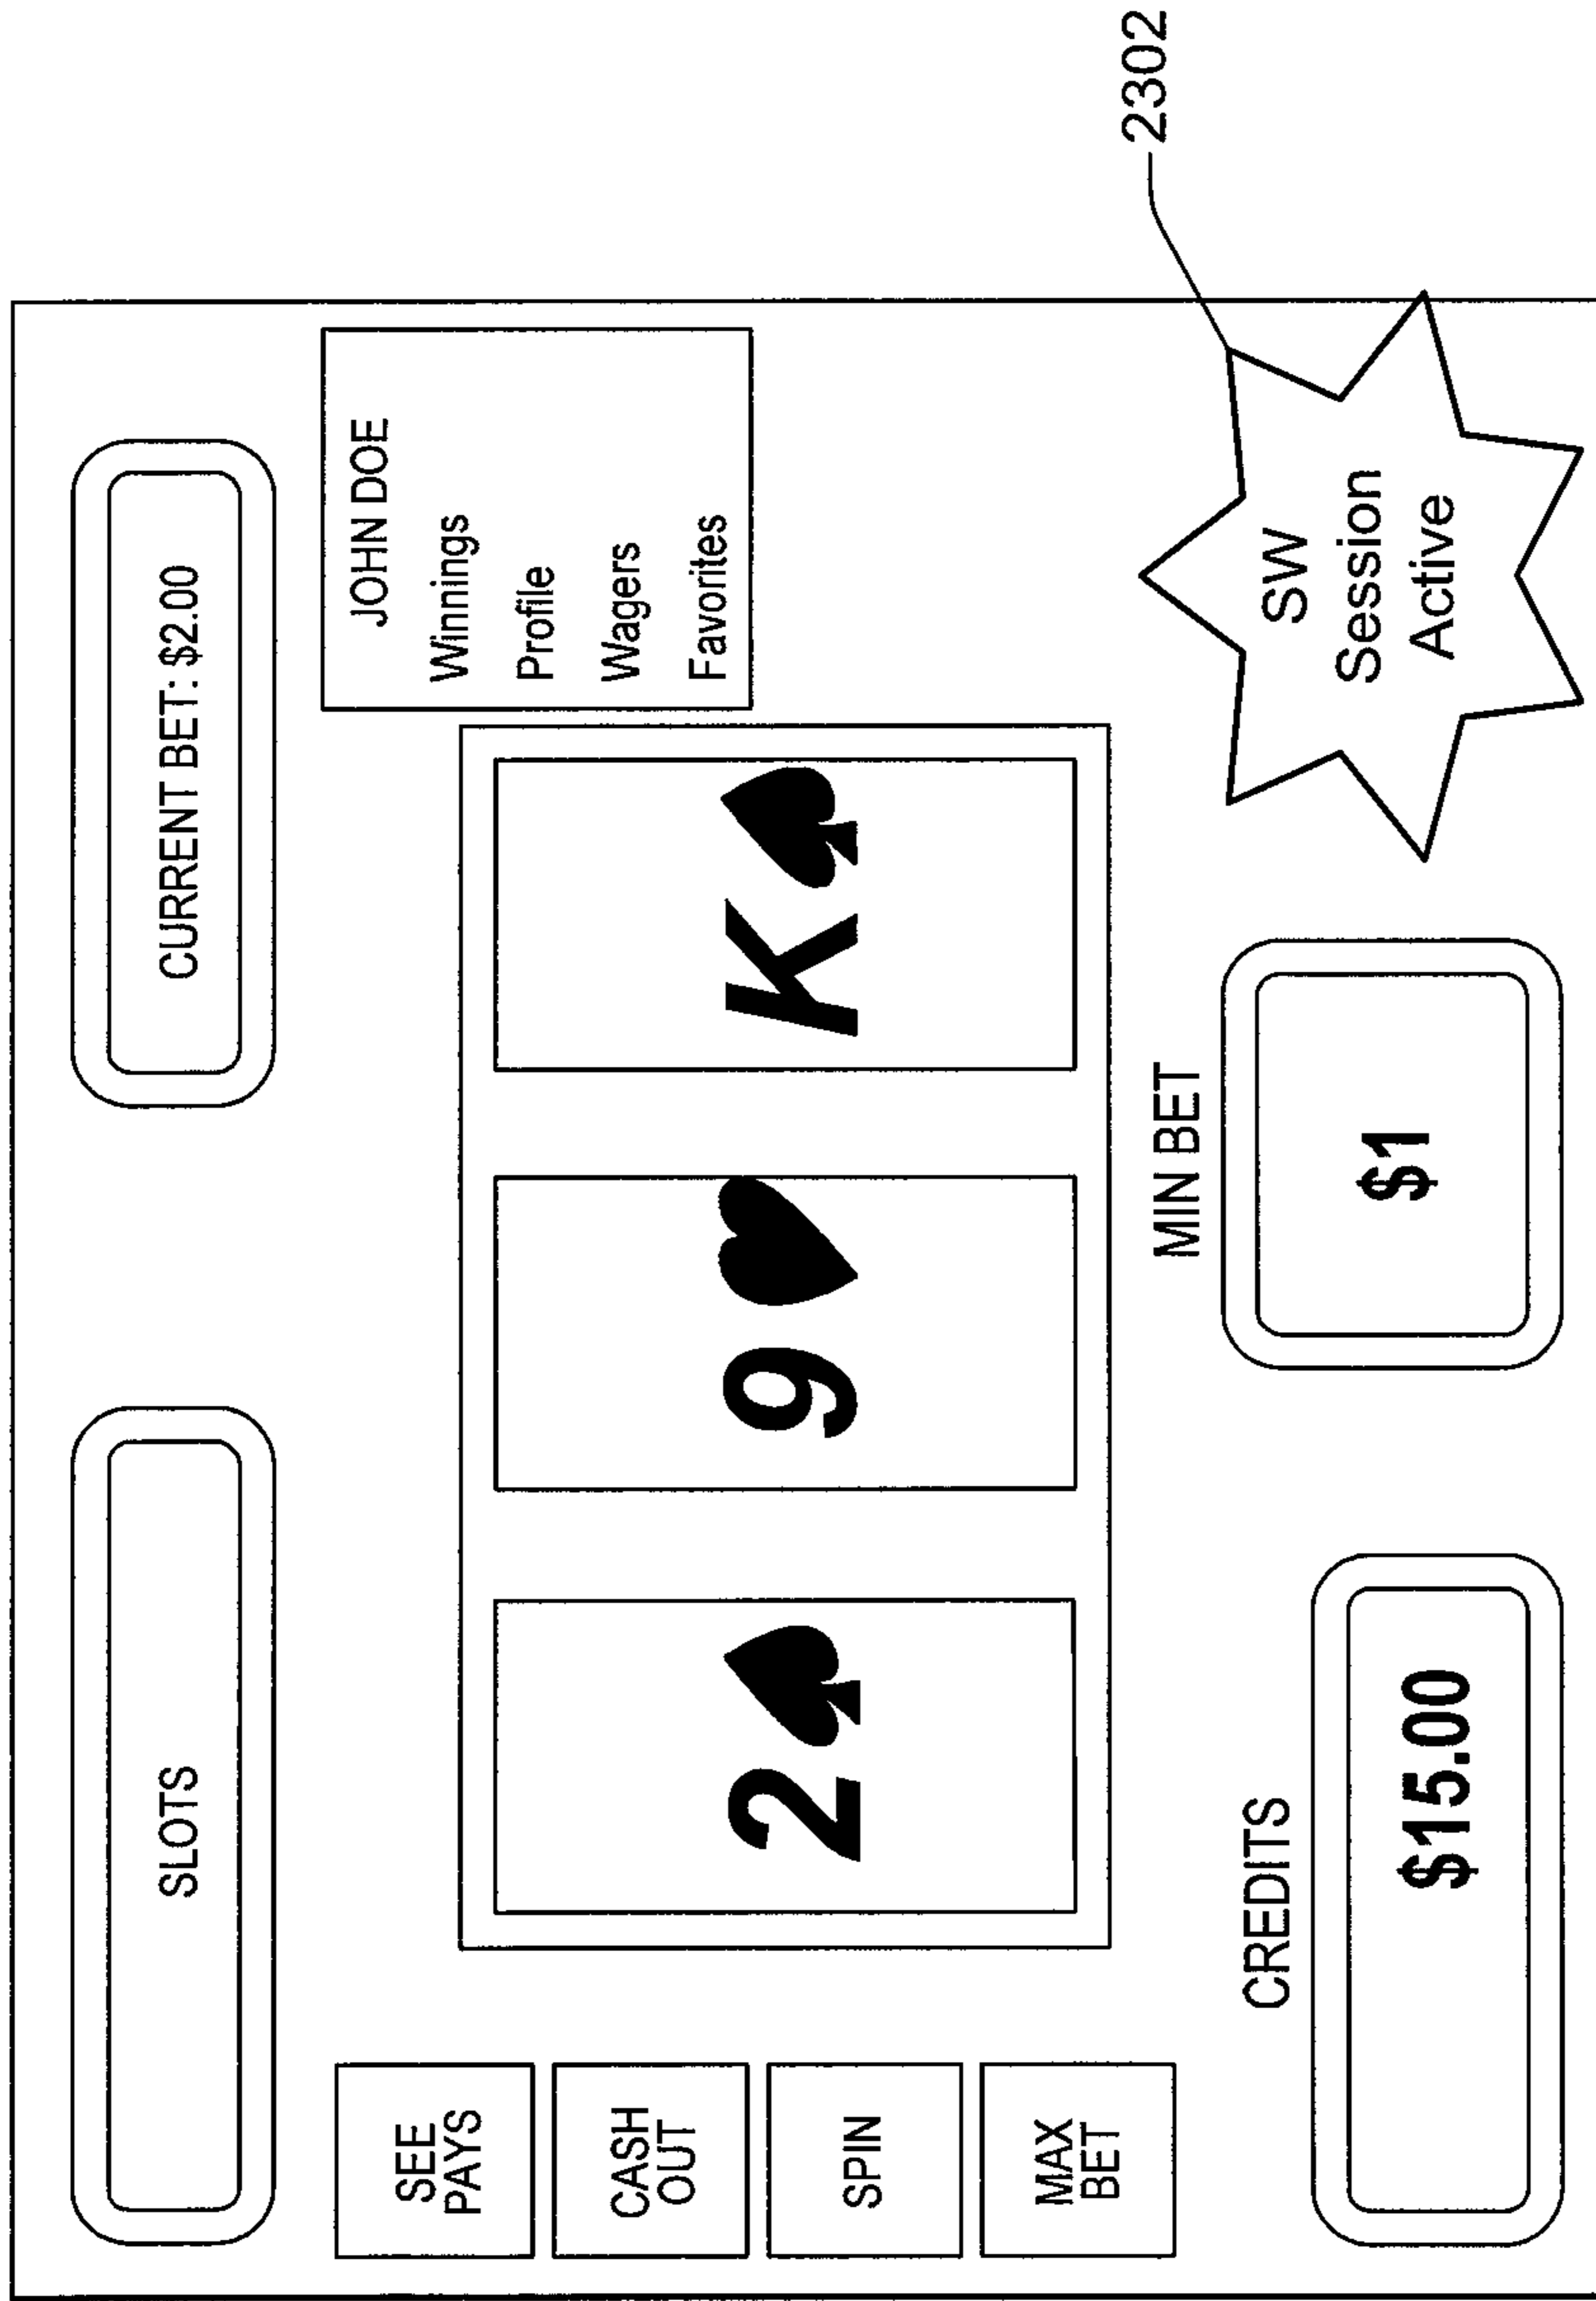 SLOTS
CURRENT BET: $2.00
SEE
PAYS
CASH
OUT
SPIN
MAX
BET
2♠
9♥
K♠
JOHN DOE
Winnings
Profile
Wagers
Favorites
CREDITS
$15.00
MIN BET
$1
SW
Session
Active
2302